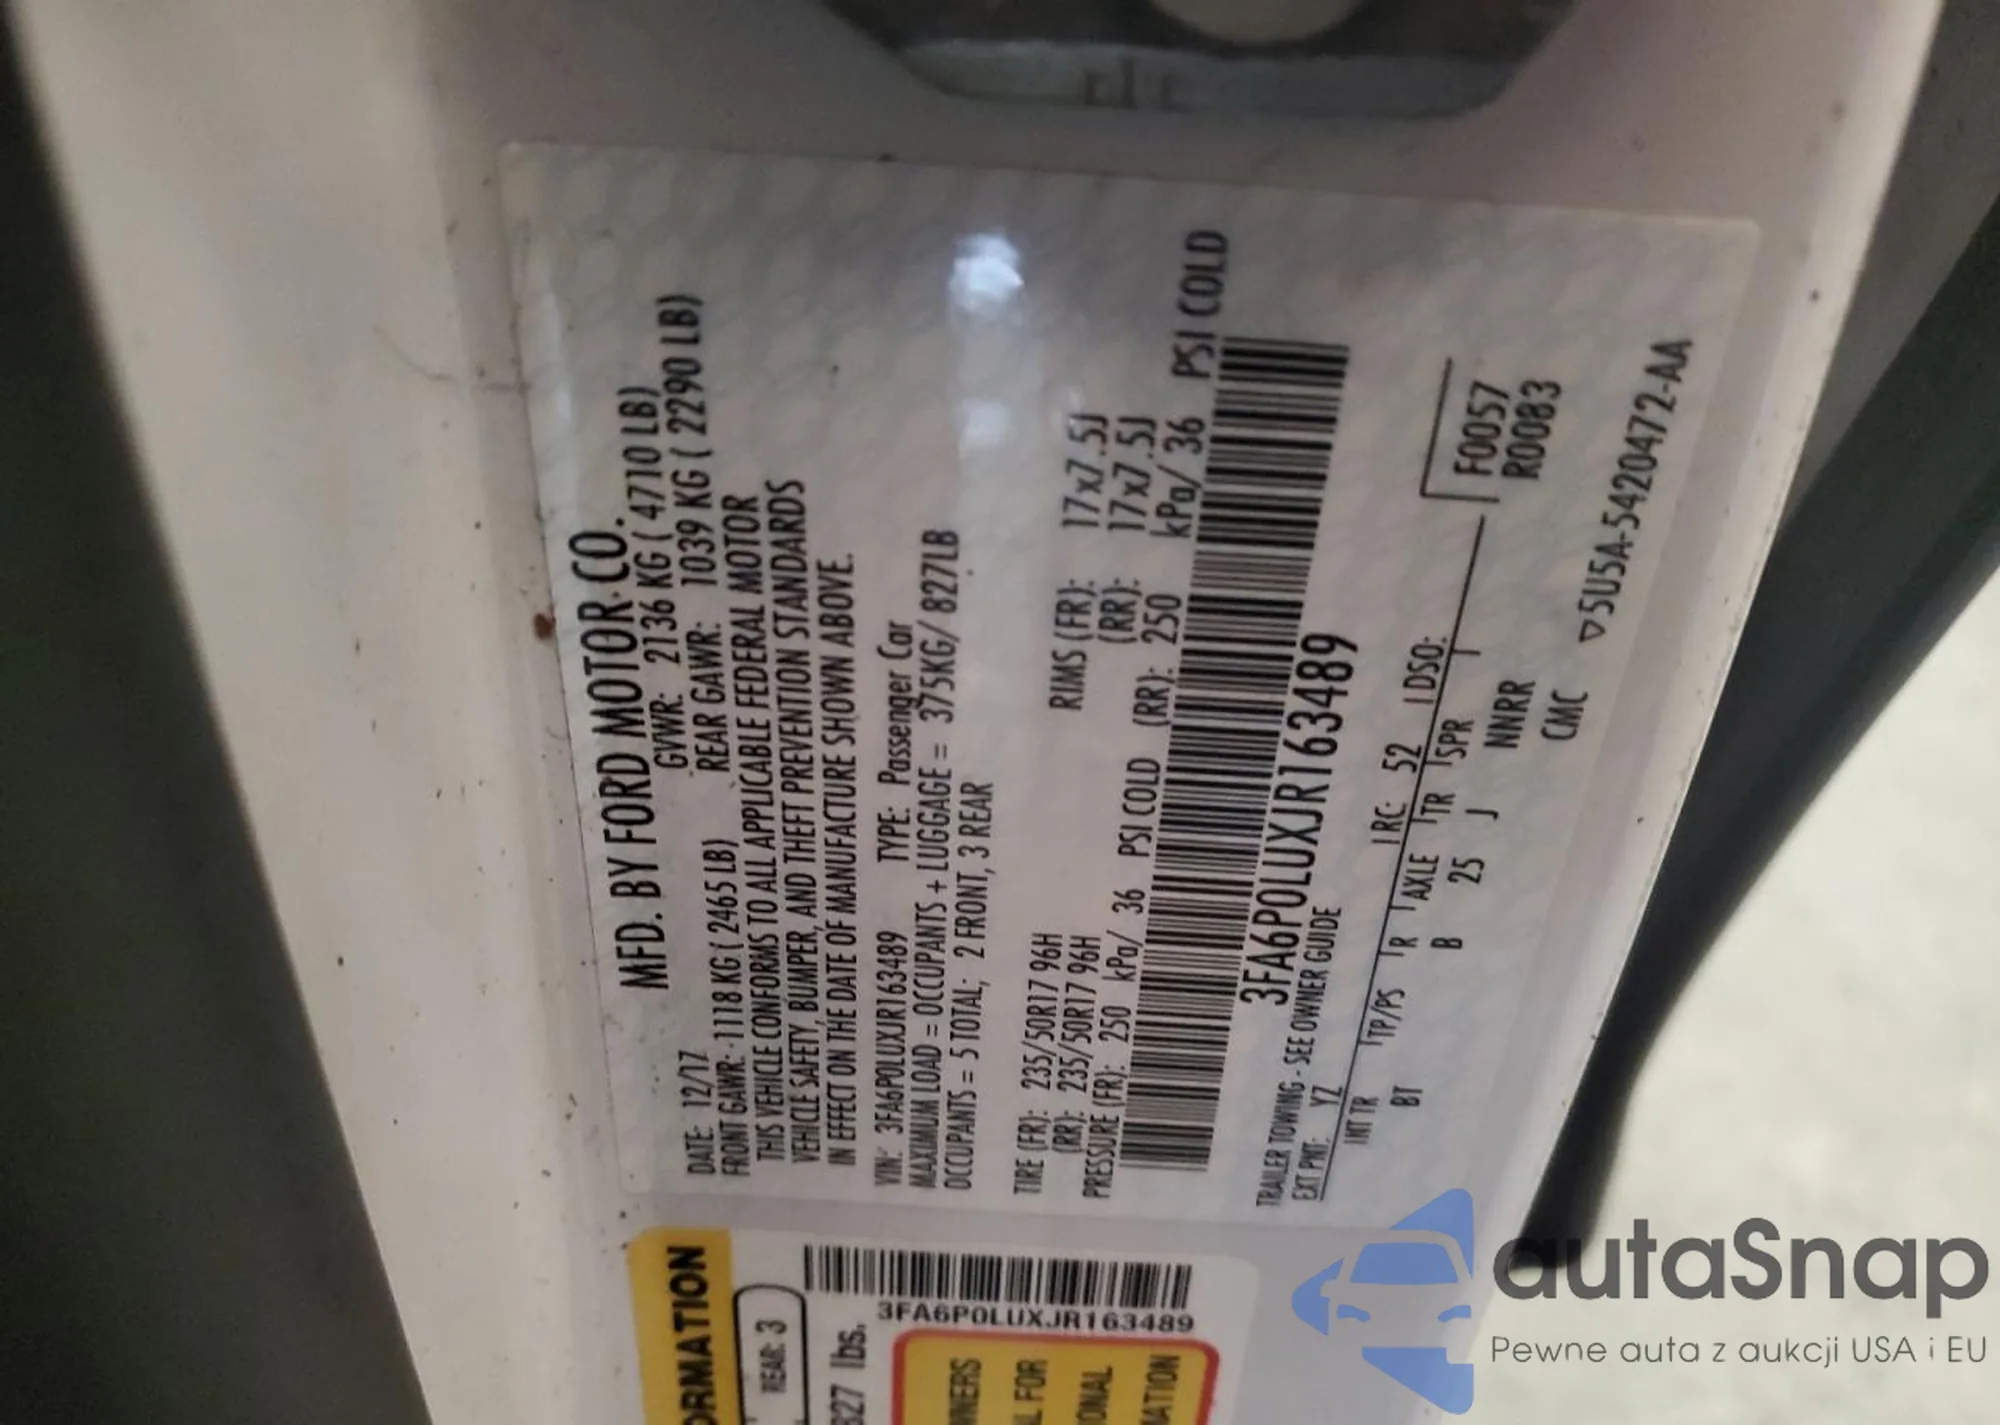 MFD. BY FORD MOTOR CO.
DATE: 12/17 GVWR: 2136 KG ( 4710 LB)
FRONT GAWR: 1118 KG ( 2465 LB) REAR GAWR: 1039 KG ( 2290 LB)
THIS VEHICLE CONFORMS TO ALL APPLICABLE FEDERAL MOTOR
VEHICLE SAFETY, BUMPER, AND THEFT PREVENTION STANDARDS
IN EFFECT ON THE DATE OF MANUFACTURE SHOWN ABOVE.
VIN: 3FA6P0LUXJR163489 TYPE: Passenger Car
MAXIMUM LOAD = OCCUPANTS + LUGGAGE = 375KG/ 827LB
OCCUPANTS = 5 TOTAL; 2 FRONT, 3 REAR
TIRE (FR): 235/50R17 96H RIMS (FR): 17x7.5J
(RR): 235/50R17 96H (RR): 17x7.5J
PRESSURE (FR): 250 kPa/ 36 PSI COLD (RR): 250 kPa/ 36 PSI COLD
3FA6P0LUXJR163489
TRAILER TOWING - SEE OWNER GUIDE
EXT PNT: YZ RC: 52 DSO:
INT TR TP/PS R AXLE TR SPR
BT B 25 J NNRR
F0057
R0083
CMC
▽5U5A-5420472-AA
ORMATION
REAR: 3
827 lbs.
3FA6P0LUXJR163489
FOR
autaSnap
Pewne auta z aukcji USA i EU